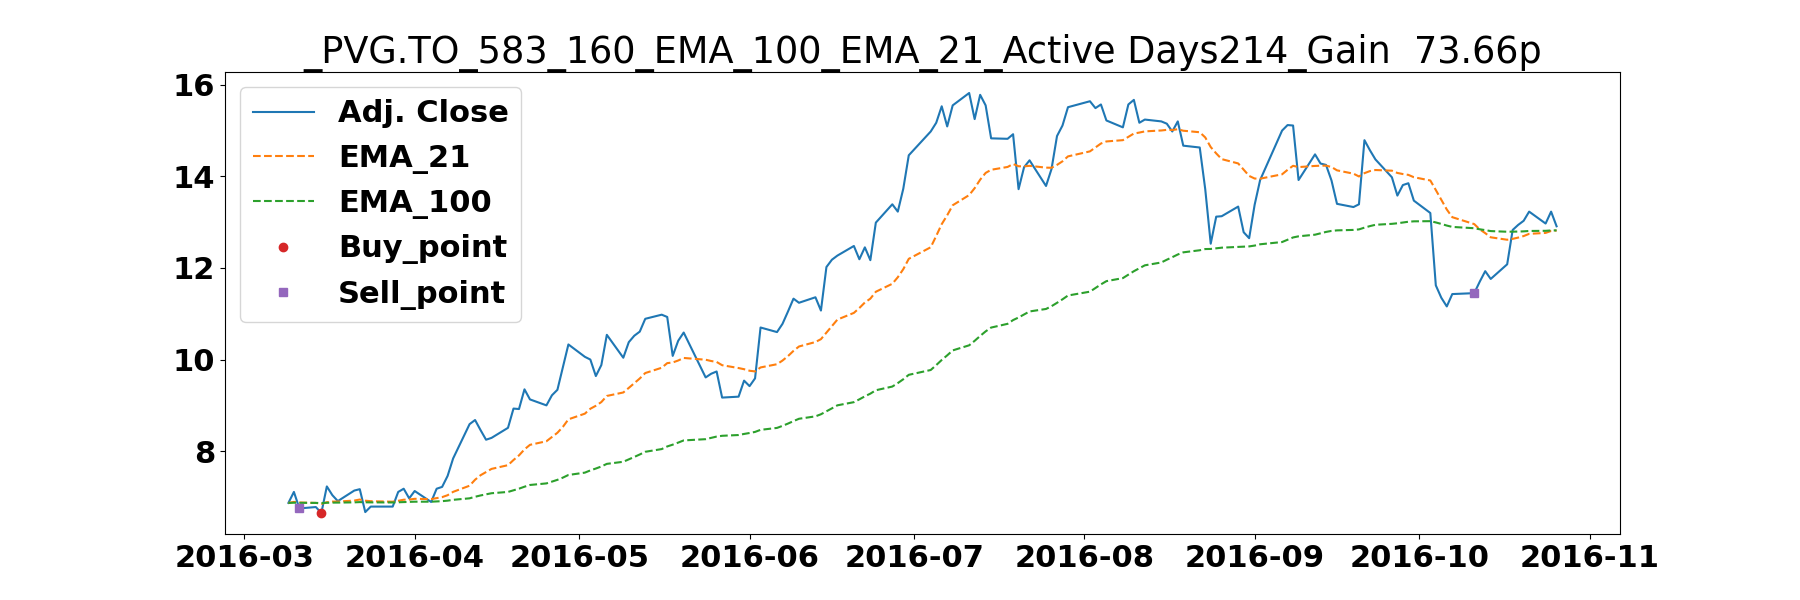 _PVG.TO_583_160_EMA_100_EMA_21_Active Days214_Gain  73.66p
16
14
12
10
8
Adj. Close
EMA_21
EMA_100
Buy_point
Sell_point
2016-03 2016-04 2016-05 2016-06 2016-07 2016-08 2016-09 2016-10 2016-11